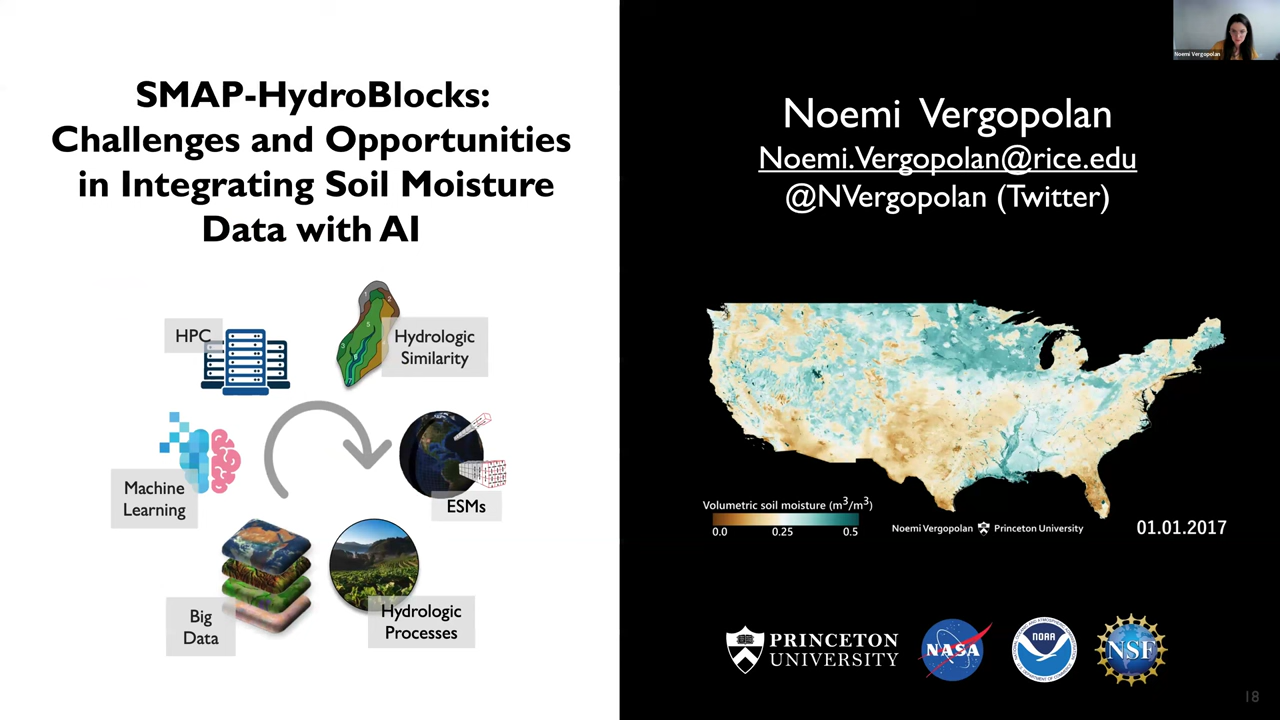 SMAP-HydroBlocks:
Challenges and Opportunities
in Integrating Soil Moisture
Data with AI
HPC
Hydrologic
Similarity
Machine
Learning
ESMs
Big
Data
Hydrologic
Processes
Noemi Vergopolan
Noemi Vergopolan
Noemi.Vergopolan@rice.edu
@NVergopolan (Twitter)
Volumetric soil moisture (m³/m³)
0.0 0.25 0.5
Noemi Vergopolan Princeton University
01.01.2017
PRINCETON
UNIVERSITY
NASA
NOAA
NSF
18